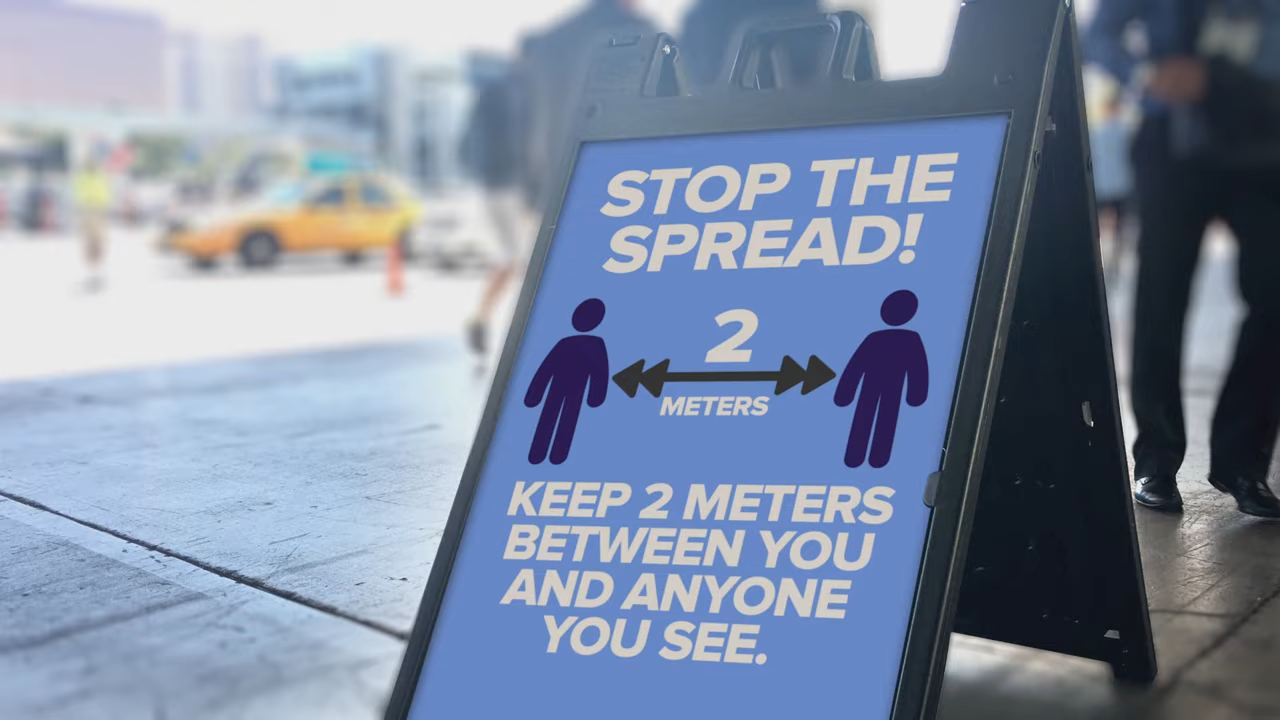 STOP THE
SPREAD!
2
METERS
KEEP 2 METERS
BETWEEN YOU
AND ANYONE
YOU SEE.